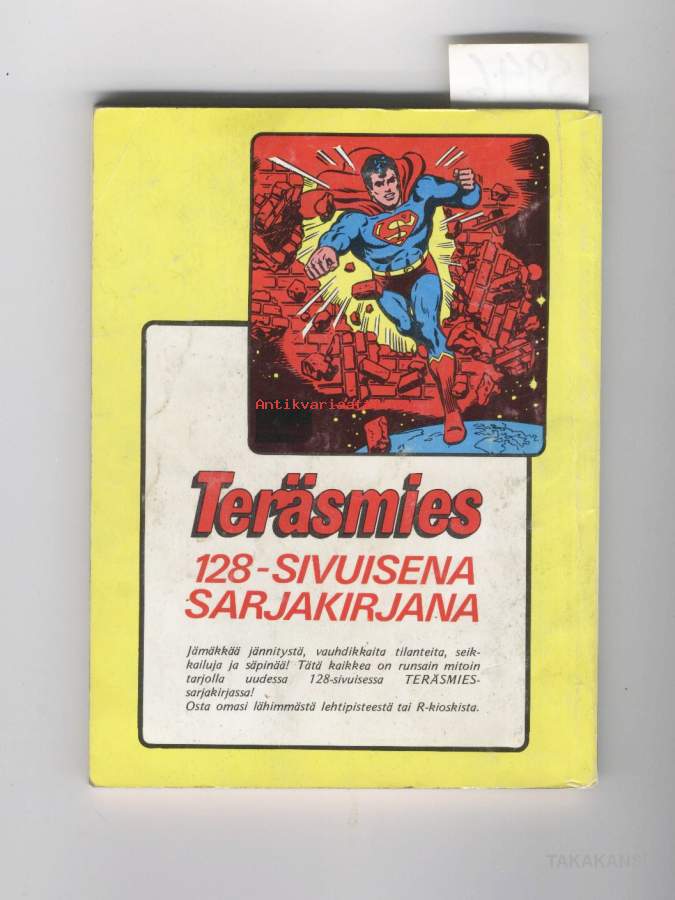 S
Antikvariaat
Teräsmies
128-SIVUISENA
SARJAKIRJANA
Jämäkkää jännitystä, vauhdikkaita tilanteita, seik-
kailuja ja säpinää! Tätä kaikkea on runsain mitoin
tarjolla uudessa 128-sivuisessa TERÄSMIES-
sarjakirjassa!
Osta omasi lähimmästä lehtipisteestä tai R-kioskista.
TAKAKANSI